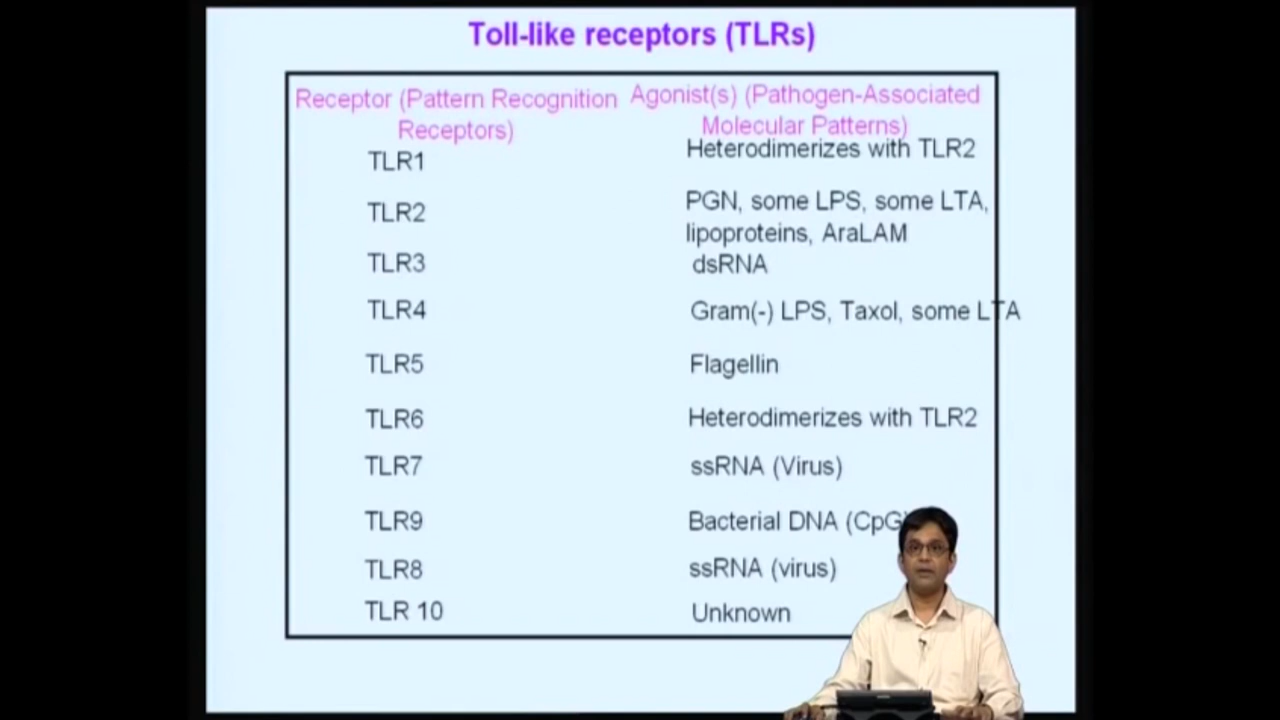 Toll-like receptors (TLRs)
Receptor (Pattern Recognition Receptors)
Agonist(s) (Pathogen-Associated Molecular Patterns)
TLR1 Heterodimerizes with TLR2
TLR2 PGN, some LPS, some LTA,
lipoproteins, AraLAM
TLR3 dsRNA
TLR4 Gram(-) LPS, Taxol, some LTA
TLR5 Flagellin
TLR6 Heterodimerizes with TLR2
TLR7 ssRNA (Virus)
TLR9 Bacterial DNA (CpG
TLR8 ssRNA (virus)
TLR 10 Unknown